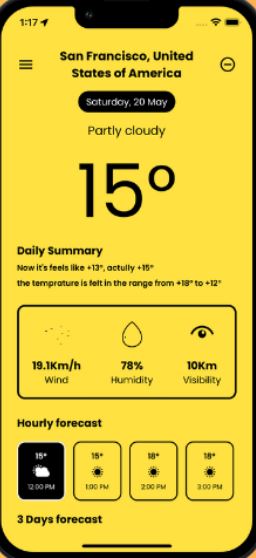 1:17
San Francisco, United
States of America
Saturday, 20 May
Partly cloudy
15°
Daily Summary
Now it's feels like +13°, actully +15°
the temprature is felt in the range from +18° to +12°
19.1Km/h 78% 10Km
Wind Humidity Visibility
Hourly forecast
15° 15° 18° 18°
12:00 PM 1:00 PM 2:00 PM 3:00 PM
3 Days forecast